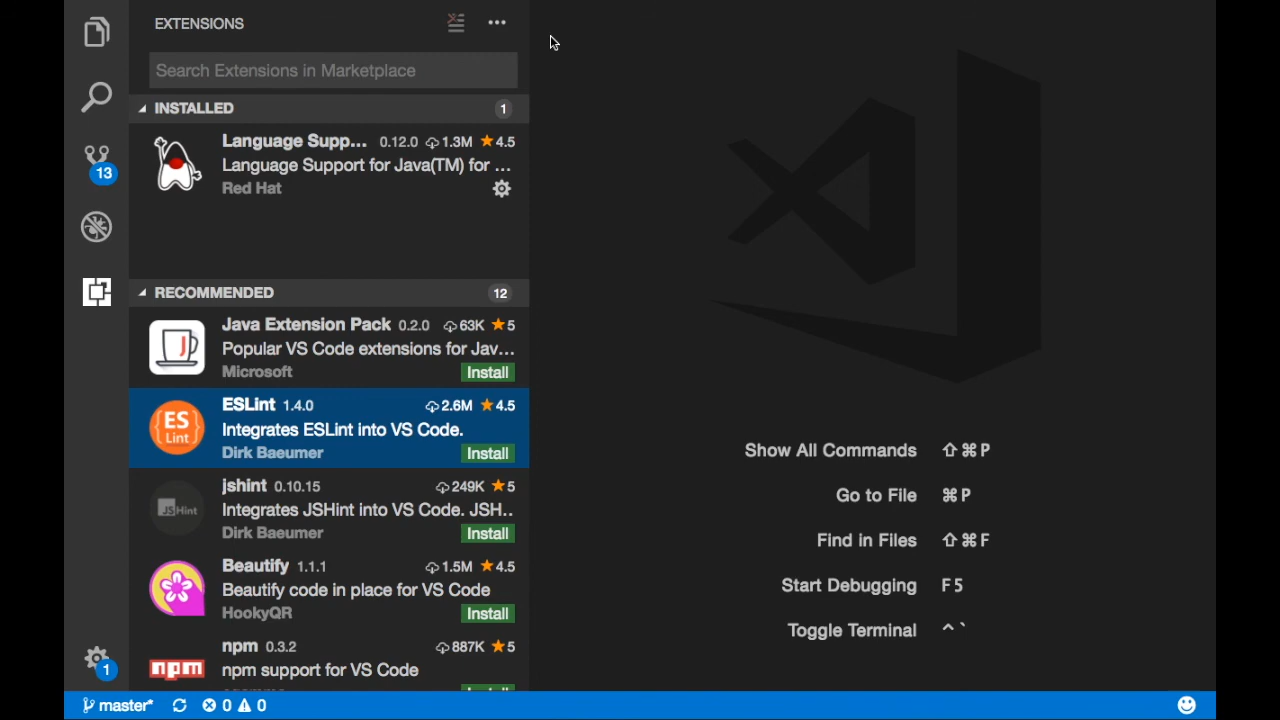 EXTENSIONS
Search Extensions in Marketplace
INSTALLED 1
Language Supp... 0.12.0 1.3M 4.5
Language Support for Java(TM) for ...
Red Hat
RECOMMENDED 12
Java Extension Pack 0.2.0 63K 5
Popular VS Code extensions for Jav...
Microsoft Install
ES Lint
ESLint 1.4.0 2.6M 4.5
Integrates ESLint into VS Code.
Dirk Baeumer Install
JSHint
jshint 0.10.15 249K 5
Integrates JSHint into VS Code. JSH..
Dirk Baeumer Install
Beautify 1.1.1 1.5M 4.5
Beautify code in place for VS Code
HookyQR Install
npm
npm 0.3.2 887K 5
npm support for VS Code
13
1
Show All Commands ⇧⌘P
Go to File ⌘P
Find in Files ⇧⌘F
Start Debugging F5
Toggle Terminal ^`
master* 0 0